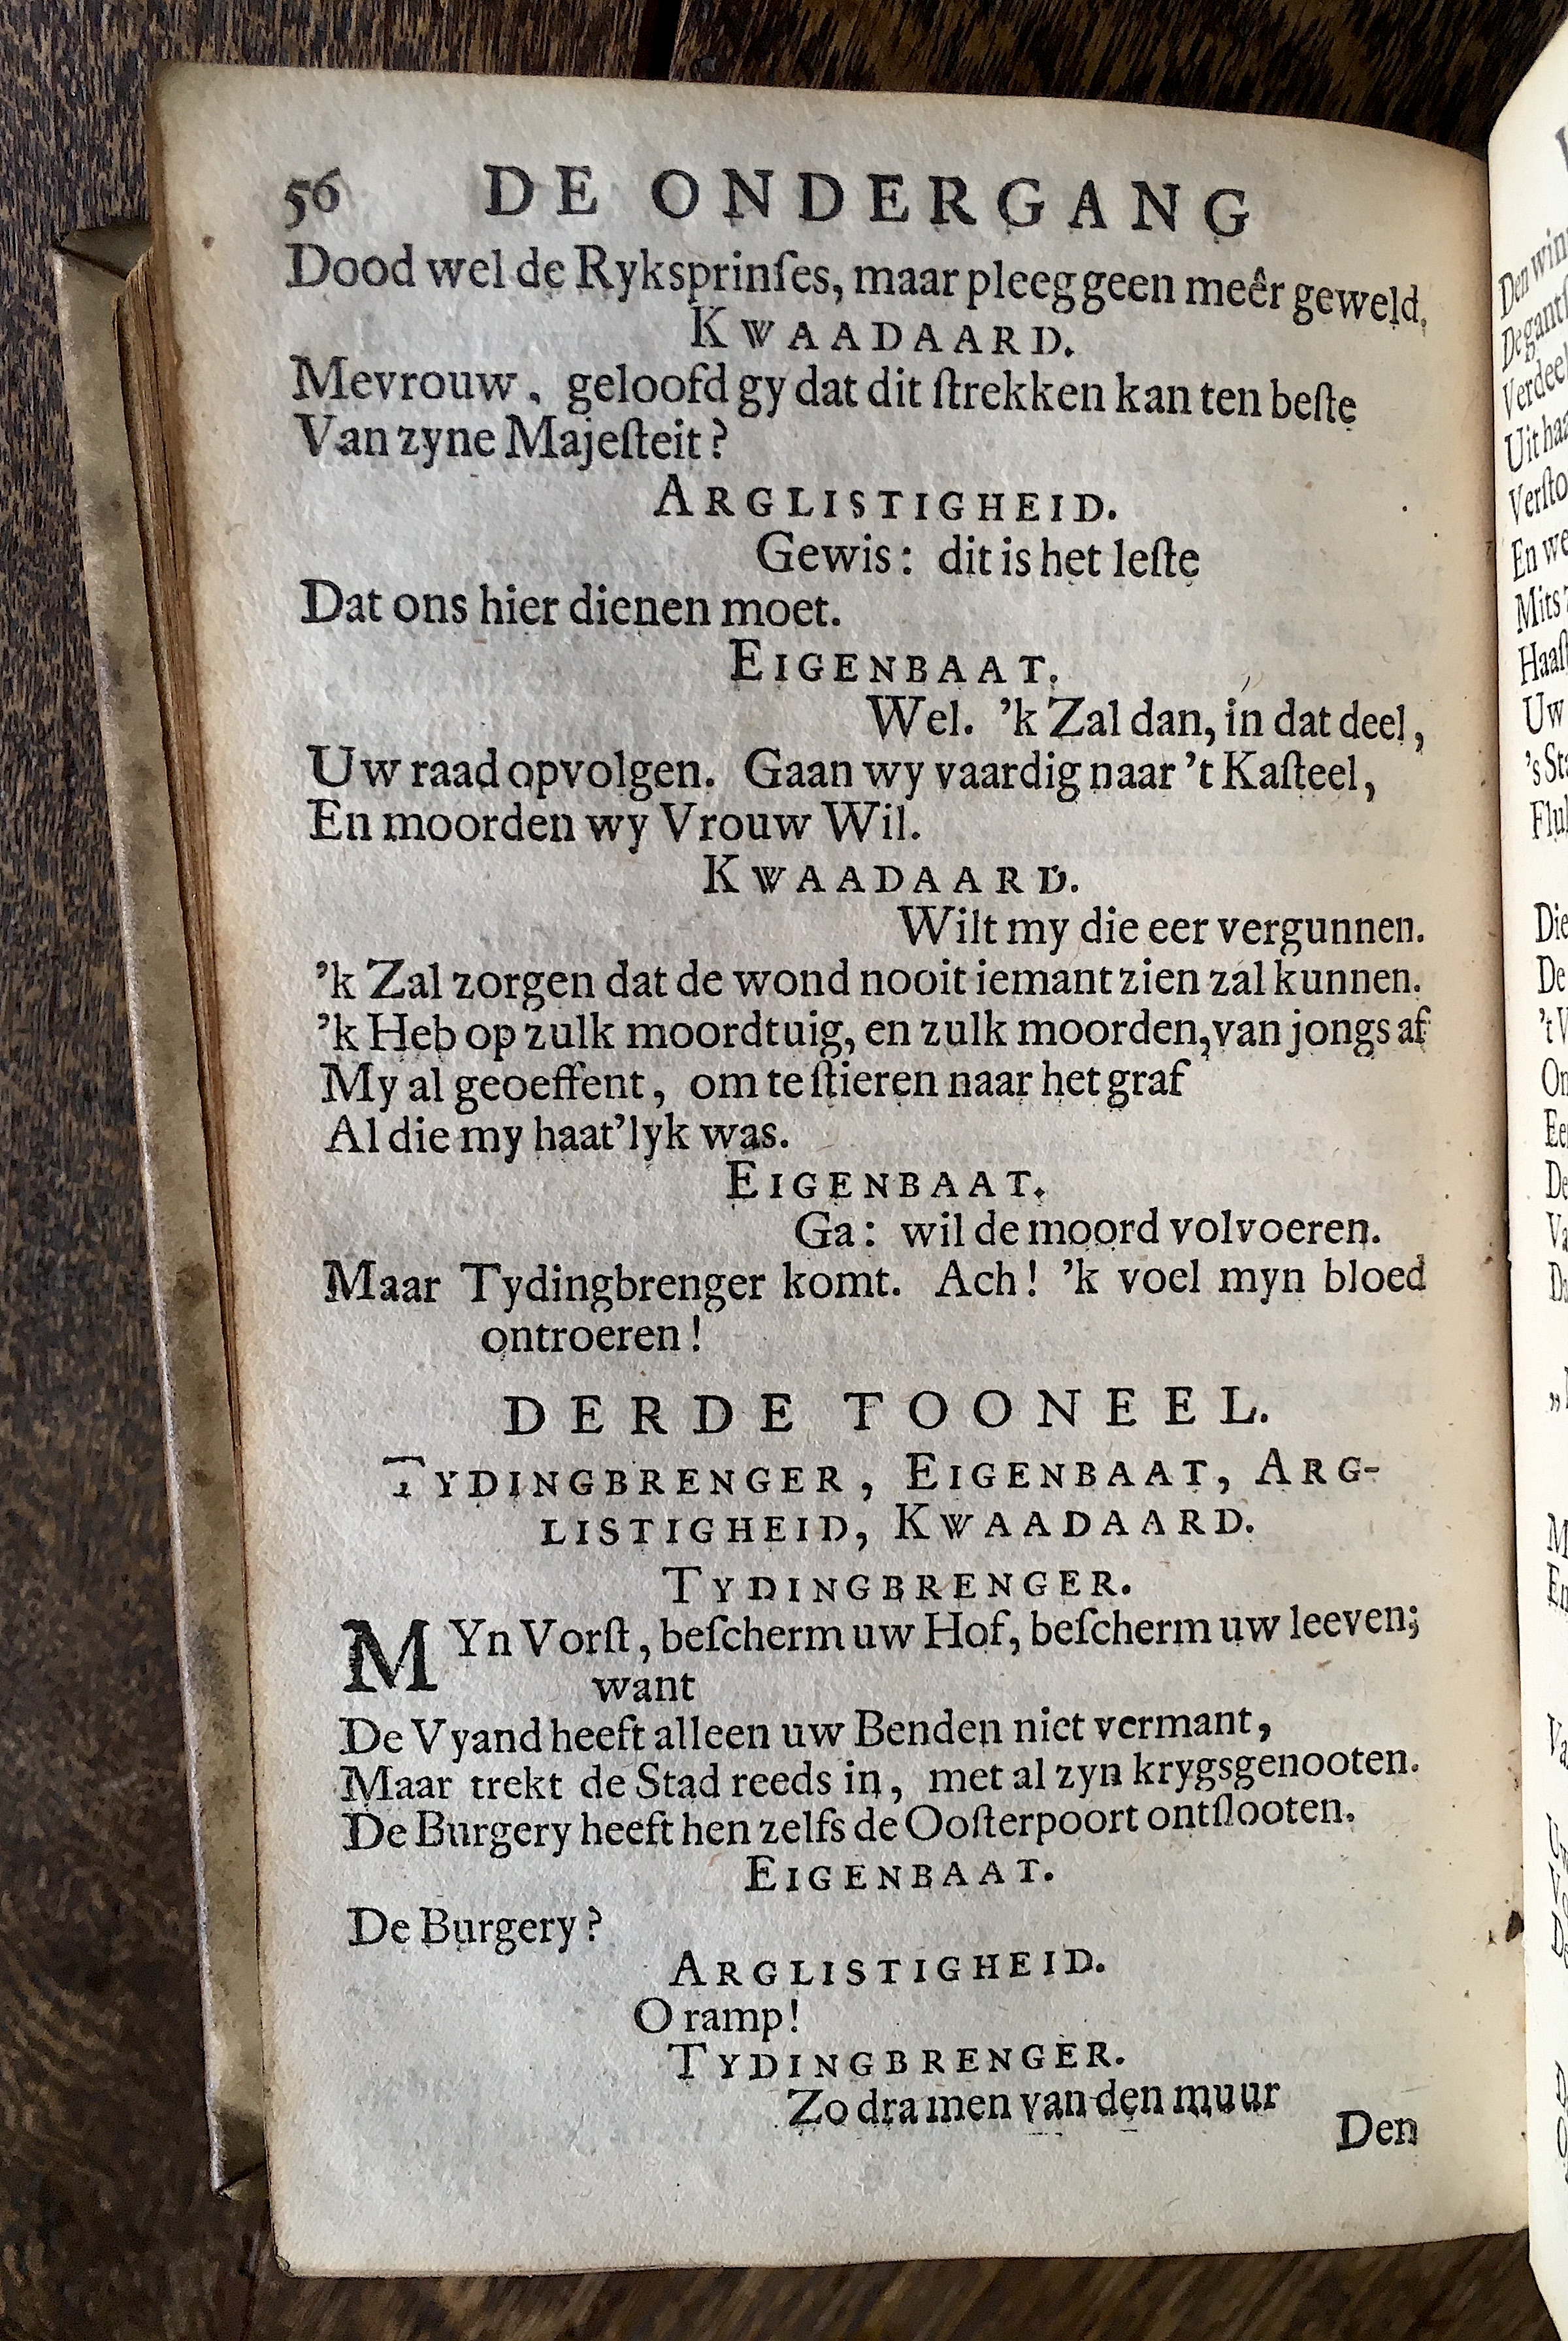 56 DE ONDERGANG
Dood wel de Ryksprinſes, maar pleeg geen meêr geweld.
KWAADAARD.
Mevrouw, geloofd gy dat dit ſtrekken kan ten beſte
Van zyne Majeſteit?
ARGLISTIGHEID.
Gewis: dit is het leſte
Dat ons hier dienen moet.
EIGENBAAT.
Wel. 'k Zal dan, in dat deel,
Uw raad opvolgen. Gaan wy vaardig naar 't Kaſteel,
En moorden wy Vrouw Wil.
KWAADAARD.
Wilt my die eer vergunnen.
'k Zal zorgen dat de wond nooit iemant zien zal kunnen.
'k Heb op zulk moordtuig, en zulk moorden, van jongs af
My al geoeffent, om te ſtieren naar het graf
Al die my haat'lyk was.
EIGENBAAT.
Ga: wil de moord volvoeren.
Maar Tydingbrenger komt. Ach! 'k voel myn bloed
ontroeren!
DERDE TOONEEL.
TYDINGBRENGER, EIGENBAAT, ARG-
LISTIGHEID, KWAADAARD.
TYDINGBRENGER.
MYn Vorſt, beſcherm uw Hof, beſcherm uw leeven;
want
De Vyand heeft alleen uw Benden niet vermant,
Maar trekt de Stad reeds in, met al zyn krygsgenooten.
De Burgery heeft hen zelfs de Ooſterpoort ontſlooten.
EIGENBAAT.
De Burgery?
ARGLISTIGHEID.
O ramp!
TYDINGBRENGER.
Zo dra men van den muur
Den
Den
Verdeel
Uit
En
Mits
Uw
Die
De